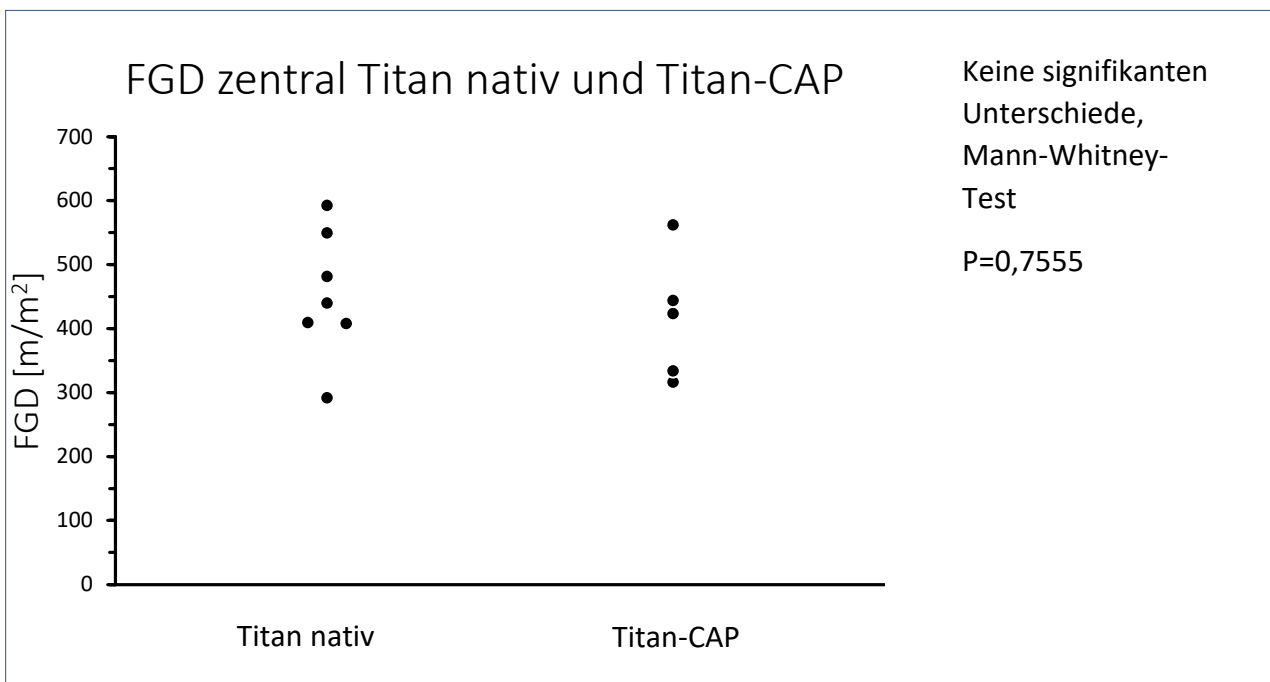 FGD zentral Titan nativ und Titan-CAP
Keine signifikanten
Unterschiede,
Mann-Whitney-
Test
P=0,7555
FGD [m/m²]
700
600
500
400
300
200
100
0
Titan nativ
Titan-CAP